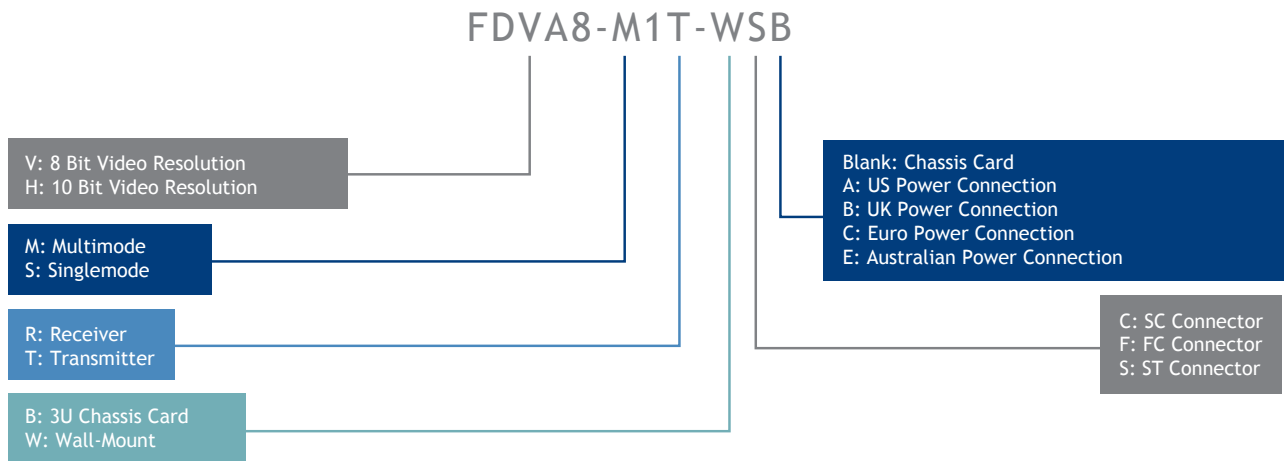 FDVA8-M1T-WSB
V: 8 Bit Video Resolution
H: 10 Bit Video Resolution
M: Multimode
S: Singlemode
R: Receiver
T: Transmitter
B: 3U Chassis Card
W: Wall-Mount
Blank: Chassis Card
A: US Power Connection
B: UK Power Connection
C: Euro Power Connection
E: Australian Power Connection
C: SC Connector
F: FC Connector
S: ST Connector